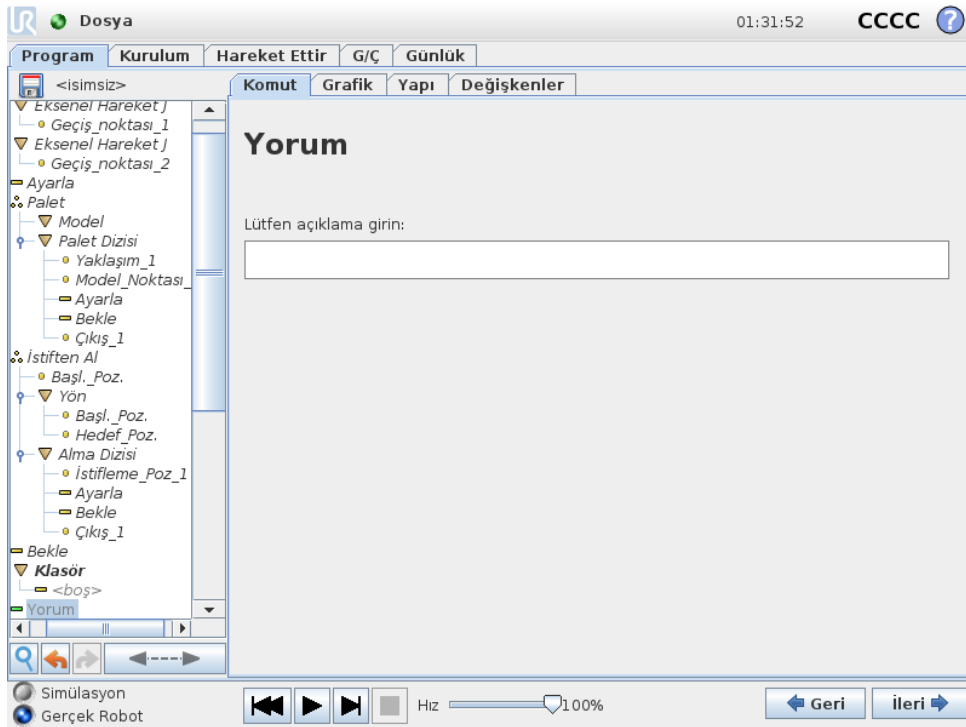 Dosya 01:31:52 CCCC ?
Program Kurulum Hareket Ettir G/Ç Günlük
<isimsiz>
Komut Grafik Yapı Değişkenler
Eksenel Hareket J
Geçiş_noktası_1
Eksenel Hareket J
Geçiş_noktası_2
Ayarla
Palet
Model
Palet Dizisi
Yaklaşım_1
Model_Noktası_
Ayarla
Bekle
Çıkış_1
İstiften Al
Başl._Poz.
Yön
Başl._Poz.
Hedef_Poz.
Alma Dizisi
İstifleme_Poz_1
Ayarla
Bekle
Çıkış_1
Bekle
Klasör
<boş>
Yorum
Yorum
Lütfen açıklama girin:
Simülasyon
Gerçek Robot
Hız 100%
Geri İleri